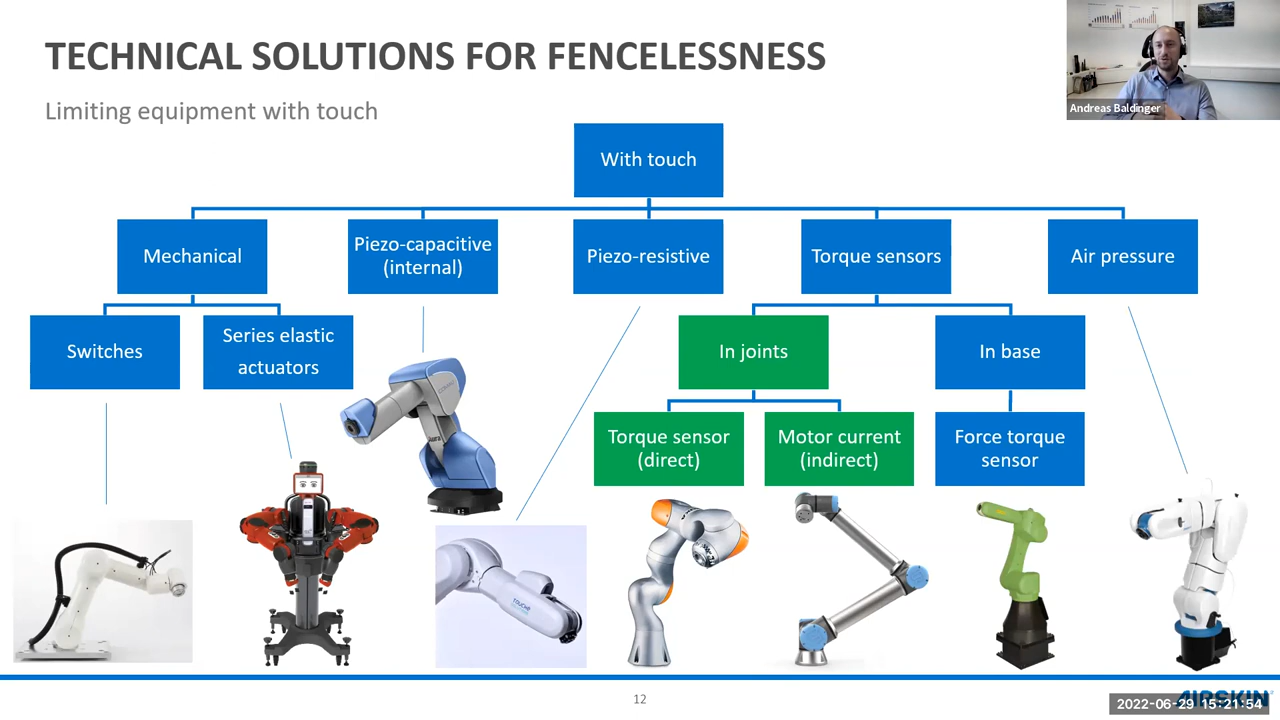 TECHNICAL SOLUTIONS FOR FENCELESSNESS
Limiting equipment with touch
Andreas Baldinger
With touch
Mechanical
Piezo-capacitive
(internal)
Piezo-resistive
Torque sensors
Air pressure
Switches
Series elastic
actuators
In joints
In base
Torque sensor
(direct)
Motor current
(indirect)
Force torque
sensor
12
AIRSKIN
2022-06-29 15:21:54